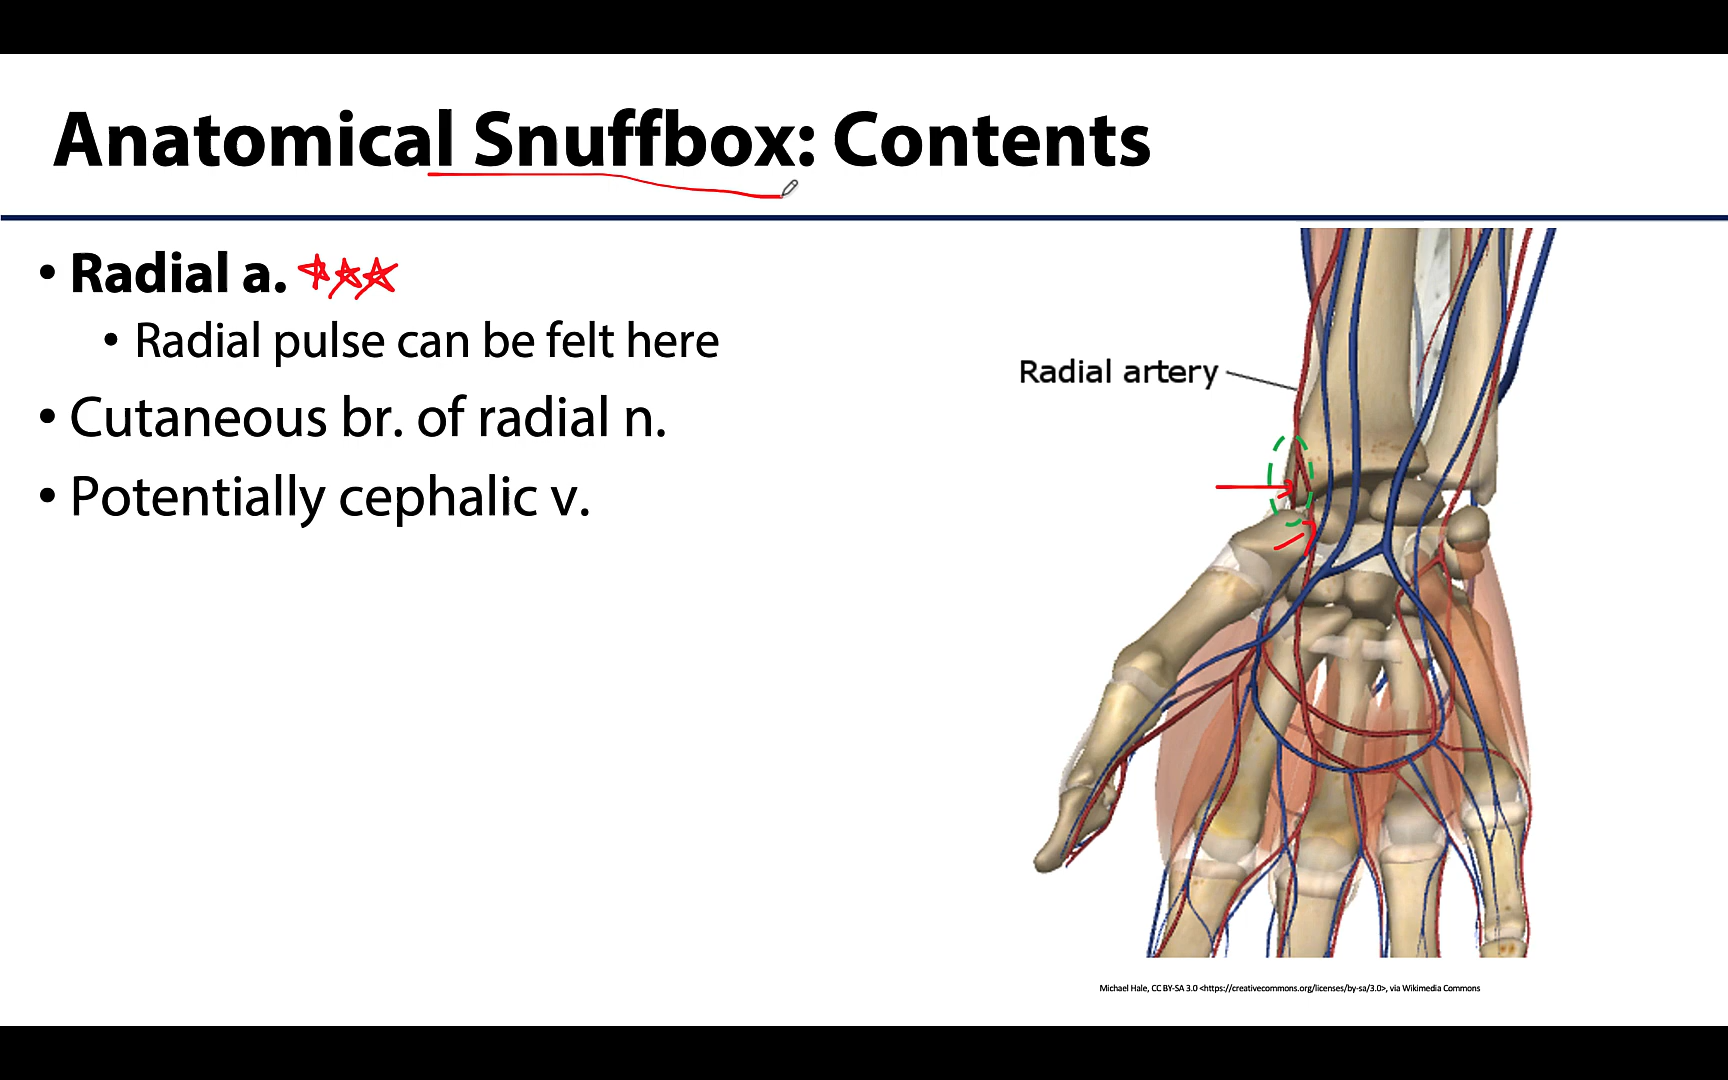 Anatomical Snuffbox: Contents
• Radial a.
• Radial pulse can be felt here
• Cutaneous br. of radial n.
• Potentially cephalic v.
Radial artery
Michael Hale, CC BY-SA 3.0 <https://creativecommons.org/licenses/by-sa/3.0>, via Wikimedia Commons